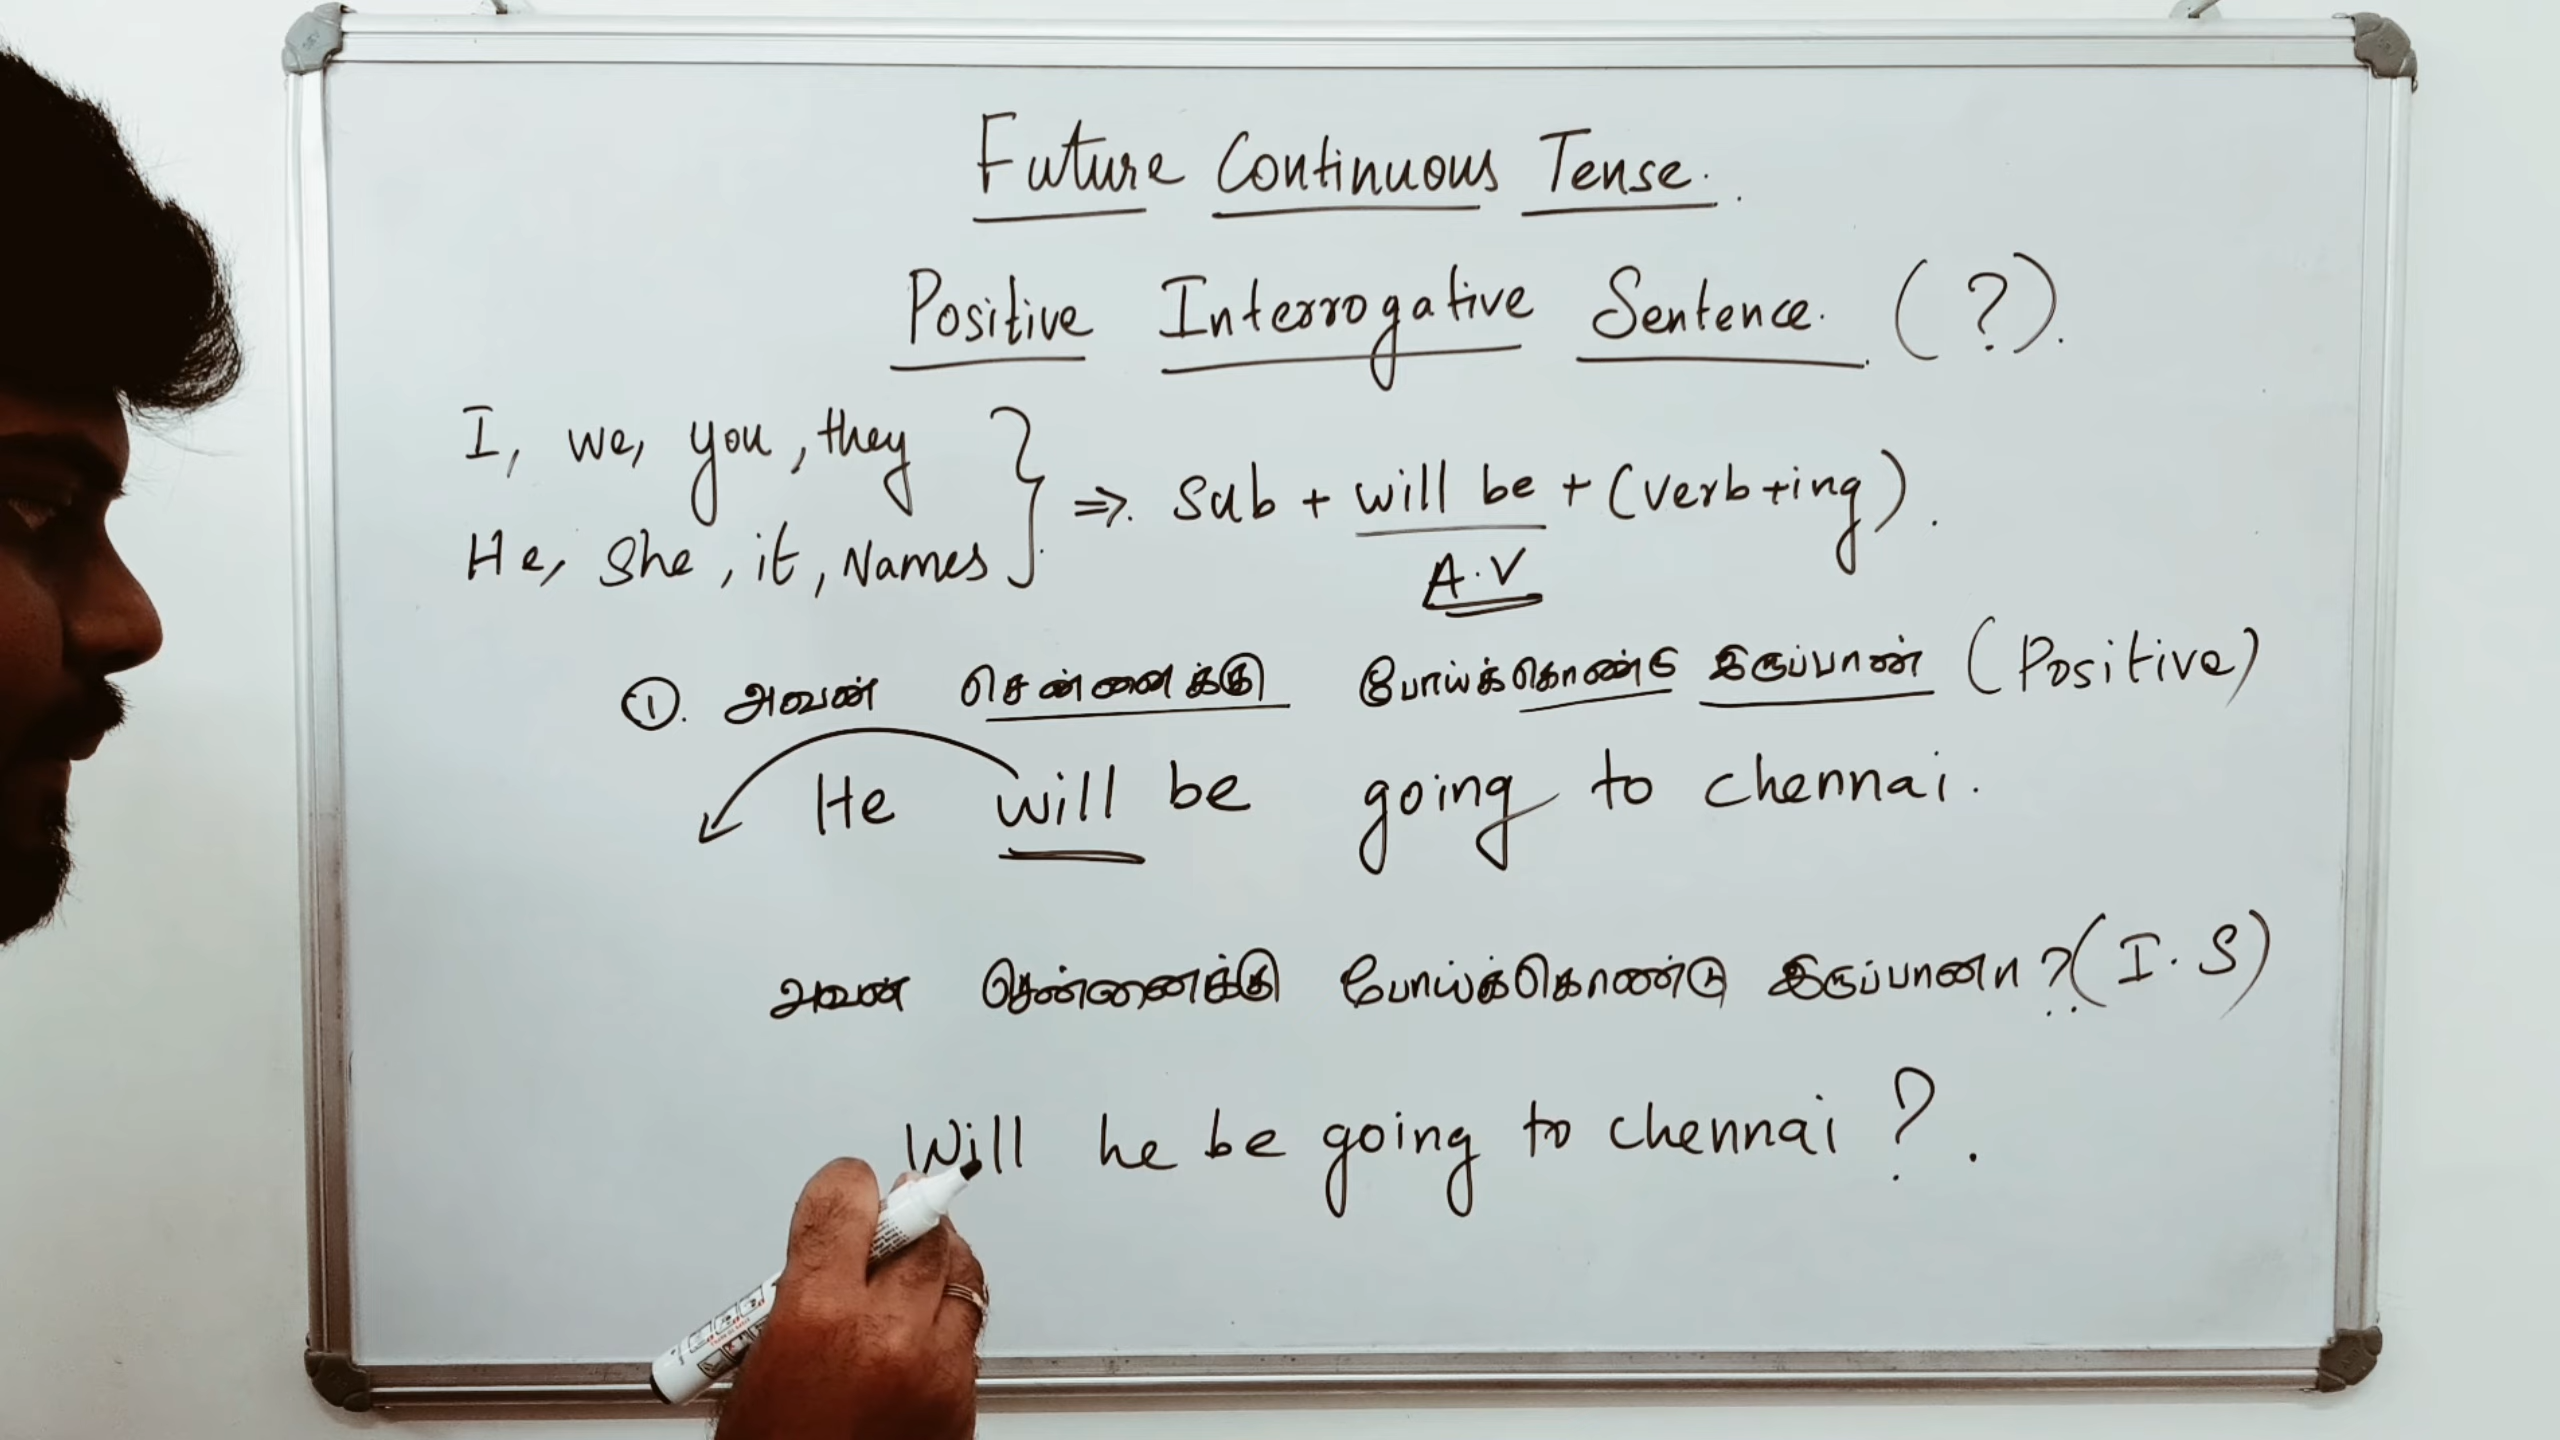 Future Continuous Tense.
Positive Interrogative Sentence. (?).
I, we, you, they
He, She, it, Names
} ⇒ Sub + will be + (verb+ing).
A.V
①. அவன் சென்னைக்கு போய்க்கொண்டு இருப்பான் (Positive)
He will be going to chennai.
அவன் சென்னைக்கு போய்க்கொண்டு இருப்பானா ? (I.S)
Will he be going to chennai ?.